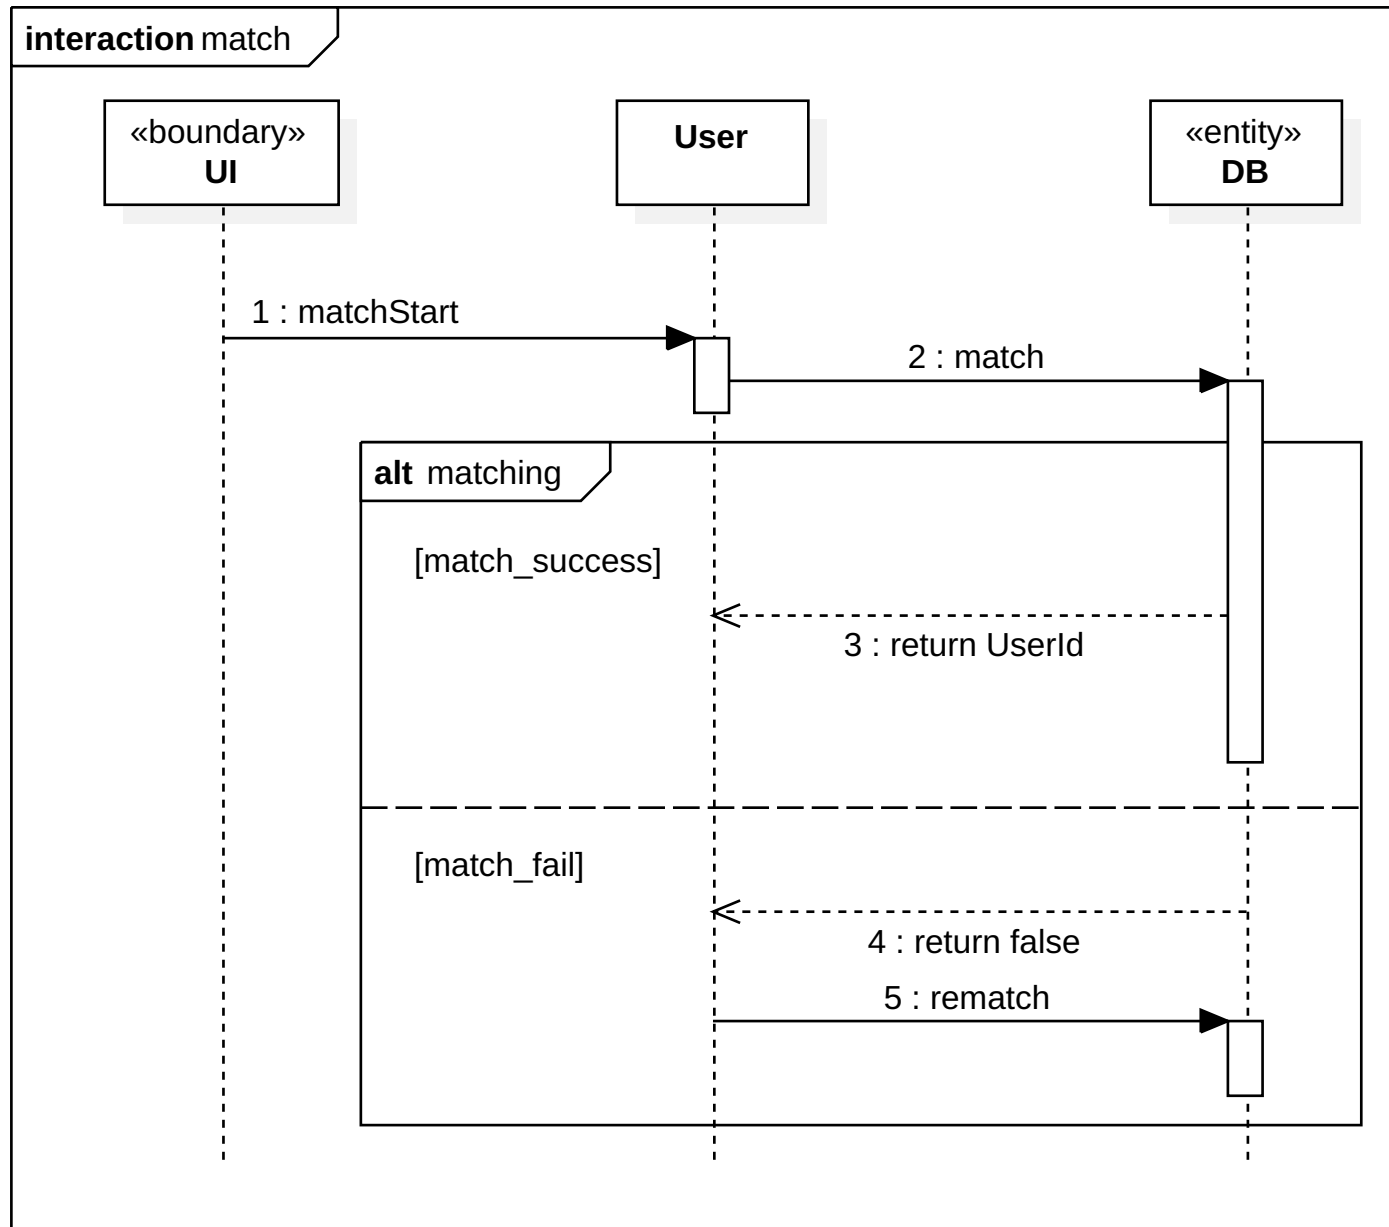 interaction match
«boundary»
UI
User
«entity»
DB
1 : matchStart
2 : match
alt matching
[match_success]
3 : return UserId
[match_fail]
4 : return false
5 : rematch